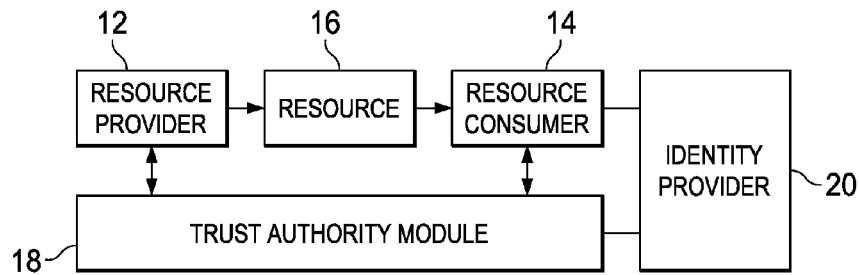 12
16
14
RESOURCE
PROVIDER
RESOURCE
RESOURCE
CONSUMER
IDENTITY
PROVIDER
20
TRUST AUTHORITY MODULE
18